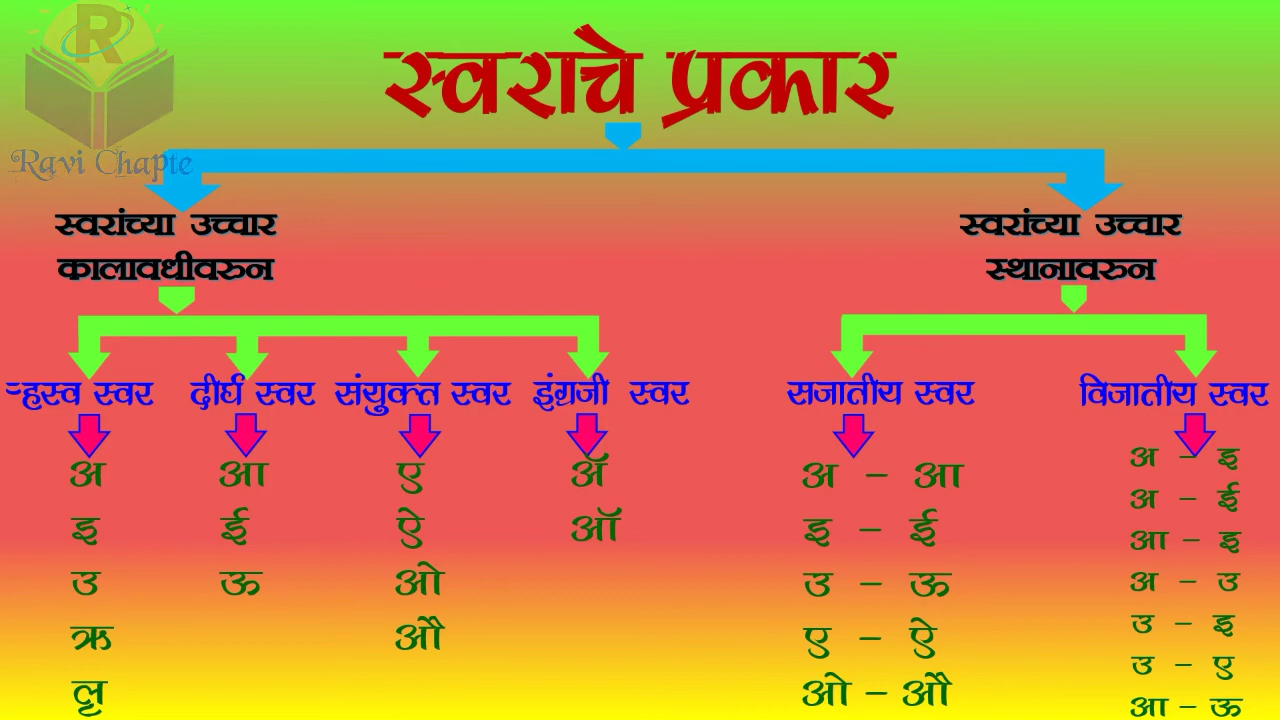 R
स्वराचे प्रकार
Ravi Chapte
स्वरांच्या उच्चार
कालावधीवरुन
स्वरांच्या उच्चार
स्थानावरुन
ऱ्हस्व स्वर
अ
इ
उ
ऋ
लृ
दीर्घ स्वर
आ
ई
ऊ
संयुक्त स्वर
ए
ऐ
ओ
औ
इंग्रजी स्वर
ॲ
ऑ
सजातीय स्वर
अ – आ
इ – ई
उ – ऊ
ए – ऐ
ओ – औ
विजातीय स्वर
अ – इ
अ – ई
आ – इ
अ – उ
उ – इ
उ – ए
आ – ऊ